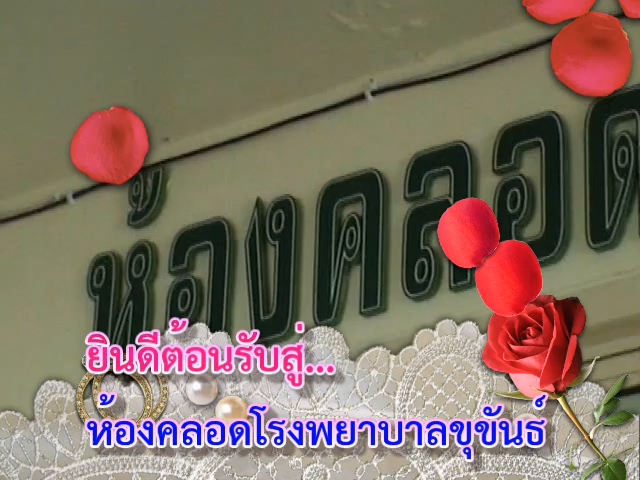 ห้องคลอด
ยินดีต้อนรับสู่...
ห้องคลอดโรงพยาบาลขุขันธ์